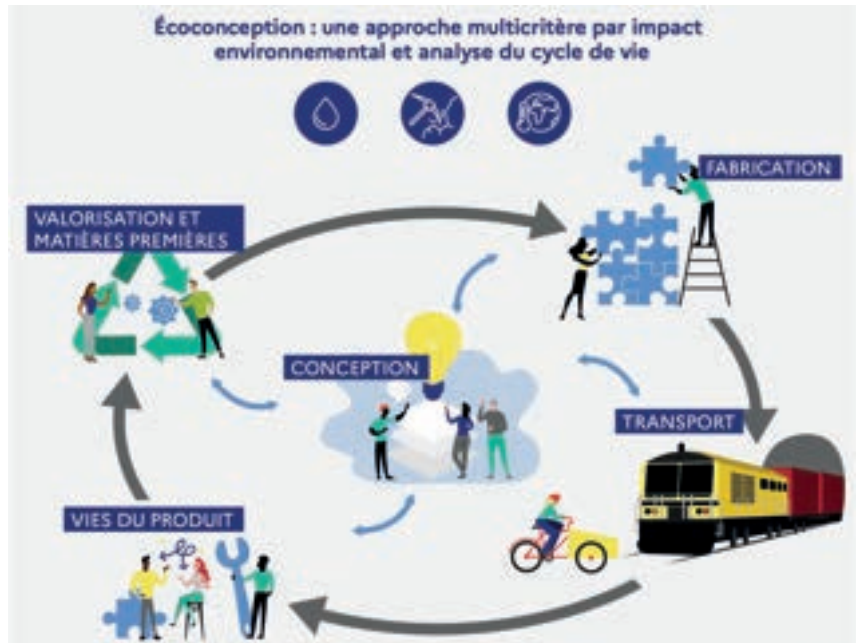 Écoconception : une approche multicritère par impact
environnemental et analyse du cycle de vie
FABRICATION
VALORISATION ET
MATIÈRES PREMIÈRES
CONCEPTION
TRANSPORT
VIES DU PRODUIT